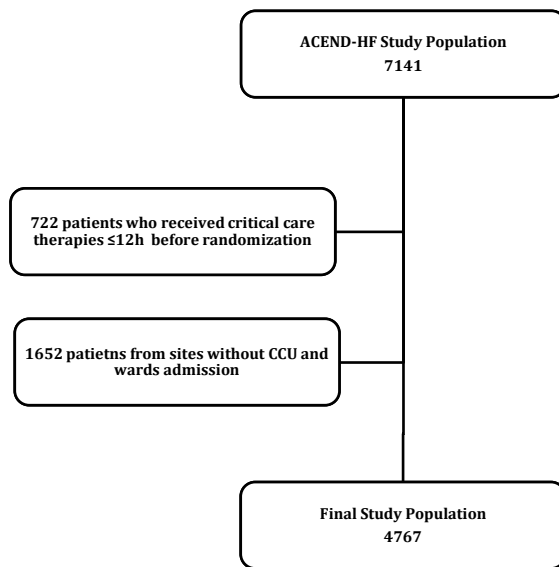 ACEND-HF Study Population
7141
722 patients who received critical care
therapies ≤12h before randomization
1652 patietns from sites without CCU and
wards admission
Final Study Population
4767